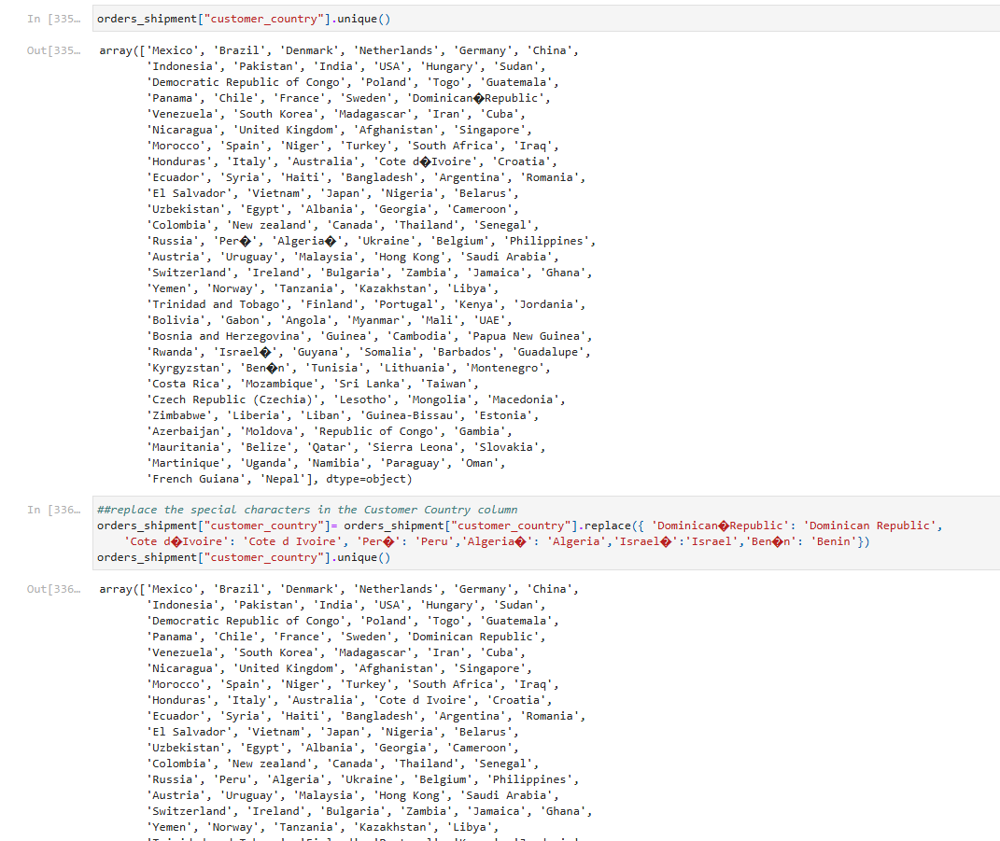 In [335…
orders_shipment["customer_country"].unique()
Out[335…
array(['Mexico', 'Brazil', 'Denmark', 'Netherlands', 'Germany', 'China',
'Indonesia', 'Pakistan', 'India', 'USA', 'Hungary', 'Sudan',
'Democratic Republic of Congo', 'Poland', 'Togo', 'Guatemala',
'Panama', 'Chile', 'France', 'Sweden', 'Dominican�Republic',
'Venezuela', 'South Korea', 'Madagascar', 'Iran', 'Cuba',
'Nicaragua', 'United Kingdom', 'Afghanistan', 'Singapore',
'Morocco', 'Spain', 'Niger', 'Turkey', 'South Africa', 'Iraq',
'Honduras', 'Italy', 'Australia', 'Cote d�Ivoire', 'Croatia',
'Ecuador', 'Syria', 'Haiti', 'Bangladesh', 'Argentina', 'Romania',
'El Salvador', 'Vietnam', 'Japan', 'Nigeria', 'Belarus',
'Uzbekistan', 'Egypt', 'Albania', 'Georgia', 'Cameroon',
'Colombia', 'New zealand', 'Canada', 'Thailand', 'Senegal',
'Russia', 'Per�', 'Algeria�', 'Ukraine', 'Belgium', 'Philippines',
'Austria', 'Uruguay', 'Malaysia', 'Hong Kong', 'Saudi Arabia',
'Switzerland', 'Ireland', 'Bulgaria', 'Zambia', 'Jamaica', 'Ghana',
'Yemen', 'Norway', 'Tanzania', 'Kazakhstan', 'Libya',
'Trinidad and Tobago', 'Finland', 'Portugal', 'Kenya', 'Jordania',
'Bolivia', 'Gabon', 'Angola', 'Myanmar', 'Mali', 'UAE',
'Bosnia and Herzegovina', 'Guinea', 'Cambodia', 'Papua New Guinea',
'Rwanda', 'Israel�', 'Guyana', 'Somalia', 'Barbados', 'Guadalupe',
'Kyrgyzstan', 'Ben�n', 'Tunisia', 'Lithuania', 'Montenegro',
'Costa Rica', 'Mozambique', 'Sri Lanka', 'Taiwan',
'Czech Republic (Czechia)', 'Lesotho', 'Mongolia', 'Macedonia',
'Zimbabwe', 'Liberia', 'Liban', 'Guinea-Bissau', 'Estonia',
'Azerbaijan', 'Moldova', 'Republic of Congo', 'Gambia',
'Mauritania', 'Belize', 'Qatar', 'Sierra Leona', 'Slovakia',
'Martinique', 'Uganda', 'Namibia', 'Paraguay', 'Oman',
'French Guiana', 'Nepal'], dtype=object)
In [336…
##replace the special characters in the Customer Country column
orders_shipment["customer_country"]= orders_shipment["customer_country"].replace({ 'Dominican�Republic': 'Dominican Republic',
'Cote d�Ivoire': 'Cote d Ivoire', 'Per�': 'Peru','Algeria�': 'Algeria','Israel�':'Israel','Ben�n': 'Benin'})
orders_shipment["customer_country"].unique()
Out[336…
array(['Mexico', 'Brazil', 'Denmark', 'Netherlands', 'Germany', 'China',
'Indonesia', 'Pakistan', 'India', 'USA', 'Hungary', 'Sudan',
'Democratic Republic of Congo', 'Poland', 'Togo', 'Guatemala',
'Panama', 'Chile', 'France', 'Sweden', 'Dominican Republic',
'Venezuela', 'South Korea', 'Madagascar', 'Iran', 'Cuba',
'Nicaragua', 'United Kingdom', 'Afghanistan', 'Singapore',
'Morocco', 'Spain', 'Niger', 'Turkey', 'South Africa', 'Iraq',
'Honduras', 'Italy', 'Australia', 'Cote d Ivoire', 'Croatia',
'Ecuador', 'Syria', 'Haiti', 'Bangladesh', 'Argentina', 'Romania',
'El Salvador', 'Vietnam', 'Japan', 'Nigeria', 'Belarus',
'Uzbekistan', 'Egypt', 'Albania', 'Georgia', 'Cameroon',
'Colombia', 'New zealand', 'Canada', 'Thailand', 'Senegal',
'Russia', 'Peru', 'Algeria', 'Ukraine', 'Belgium', 'Philippines',
'Austria', 'Uruguay', 'Malaysia', 'Hong Kong', 'Saudi Arabia',
'Switzerland', 'Ireland', 'Bulgaria', 'Zambia', 'Jamaica', 'Ghana',
'Yemen', 'Norway', 'Tanzania', 'Kazakhstan', 'Libya',